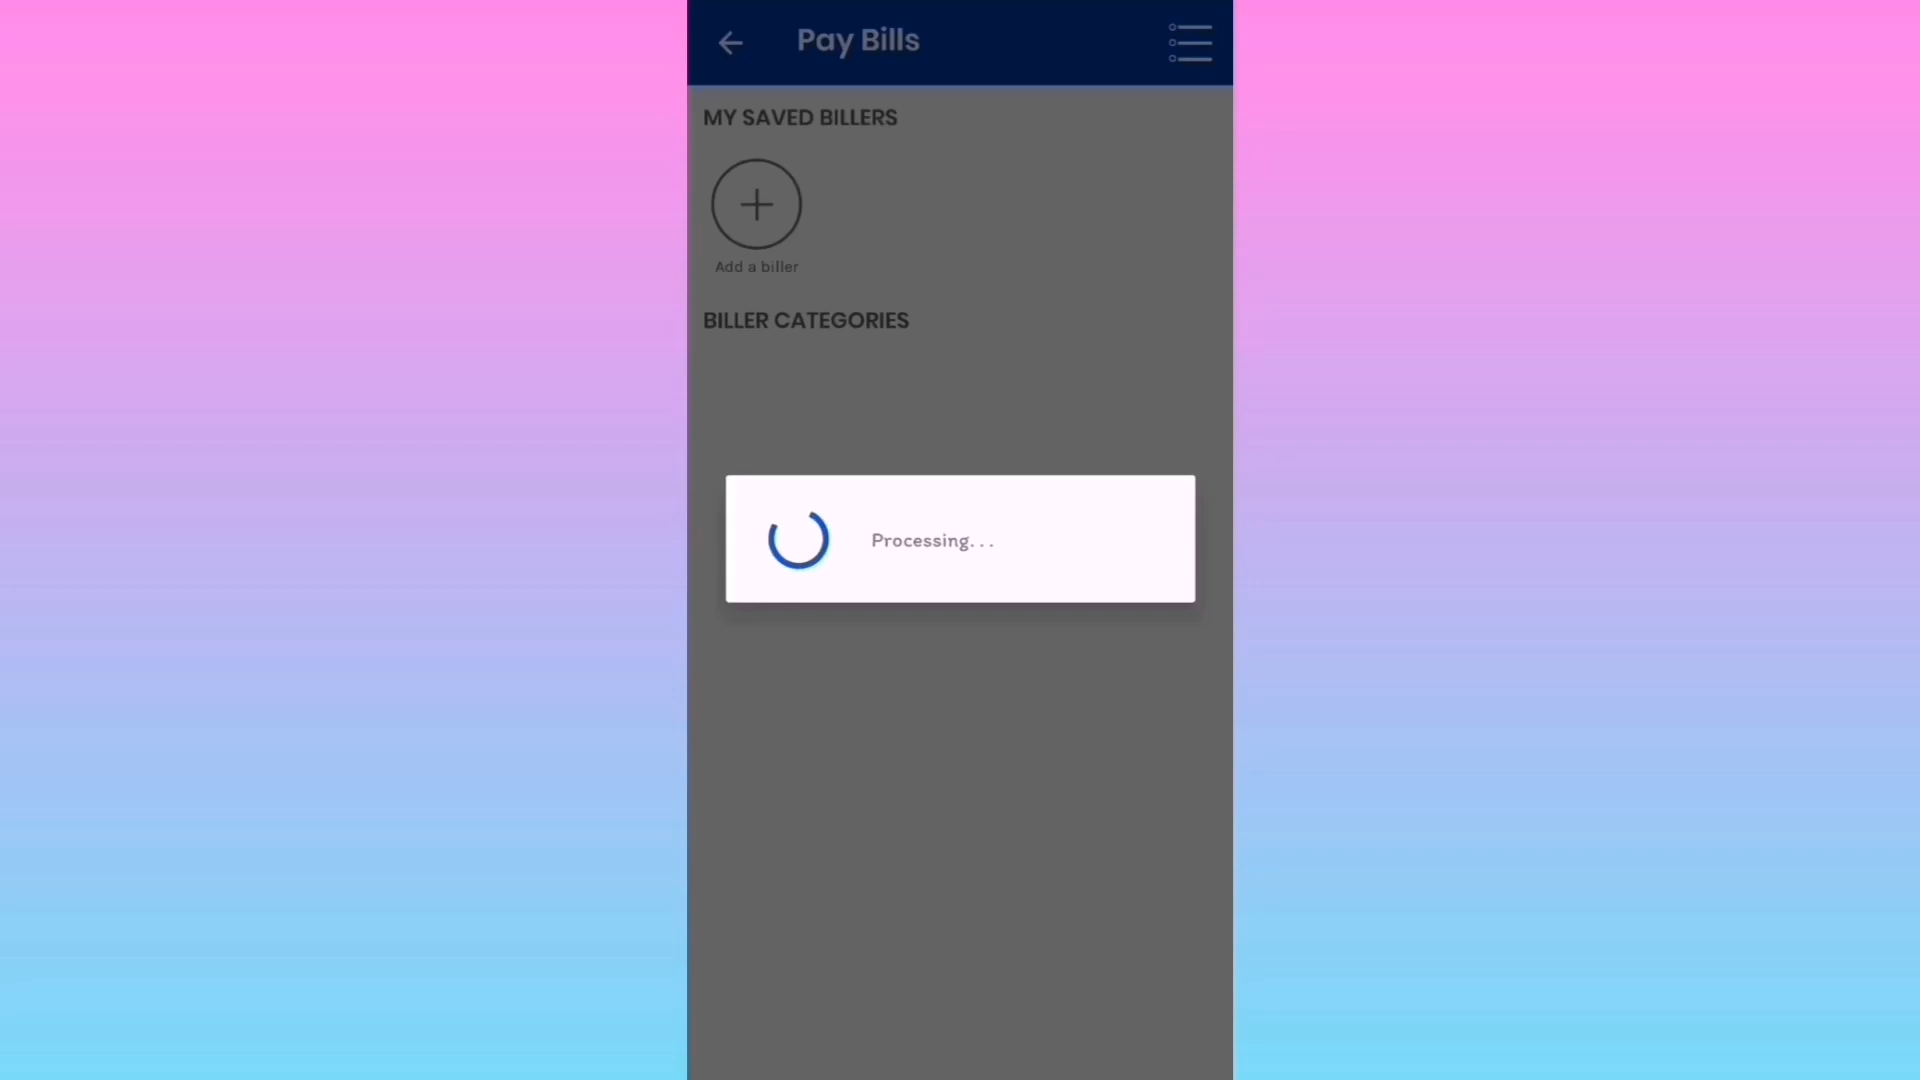 Pay Bills
MY SAVED BILLERS
Add a biller
BILLER CATEGORIES
Processing...